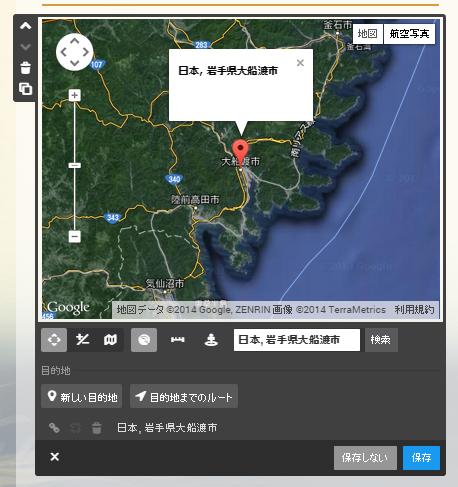 釜石市
283
地図 航空写真
107
日本, 岩手県大船渡市
大船渡市
340
陸前高田市
343
気仙沼市
456
Google
地図データ ©2014 Google, ZENRIN 画像 ©2014 TerraMetrics 利用規約
日本, 岩手県大船渡市 検索
目的地
新しい目的地 目的地までのルート
日本, 岩手県大船渡市
保存しない 保存